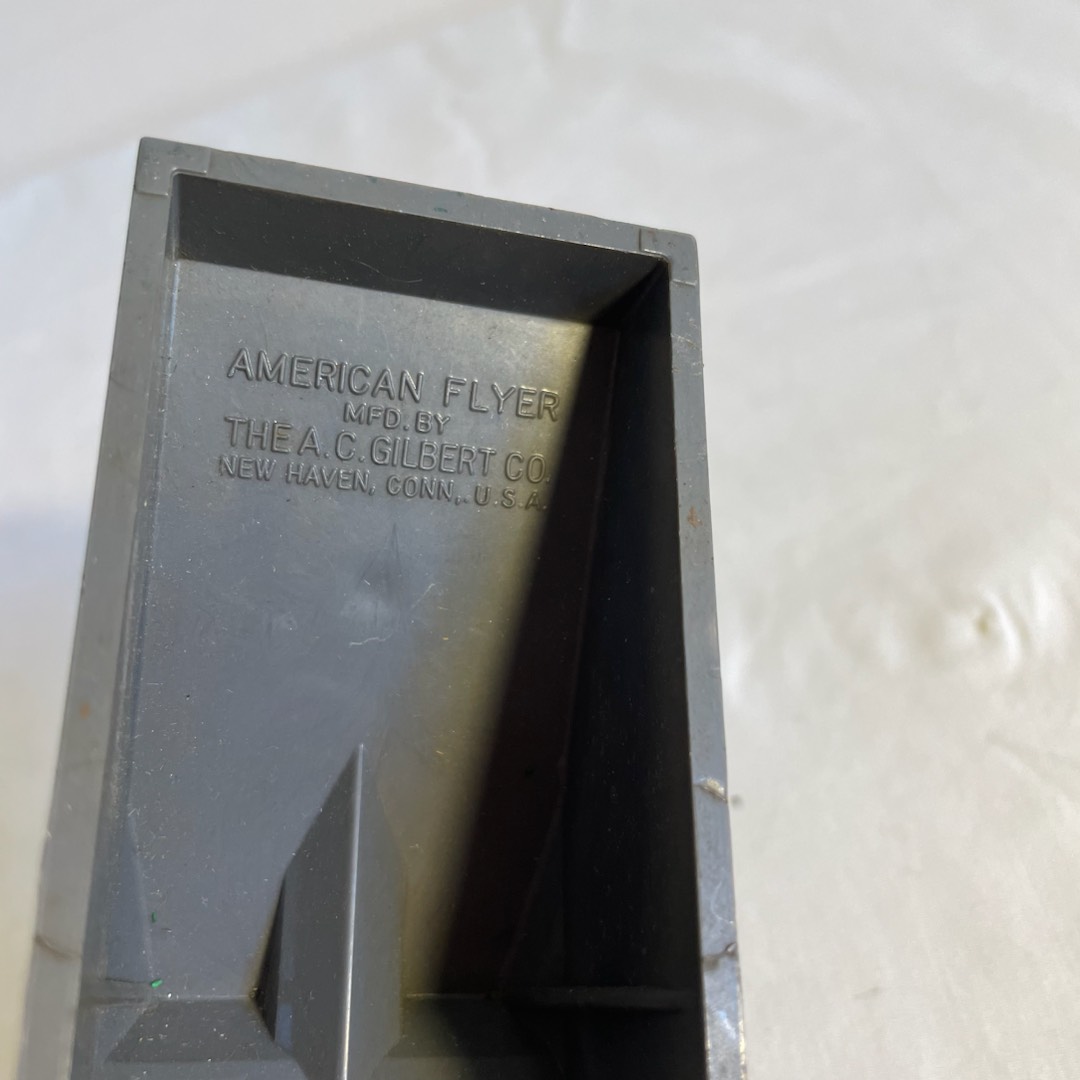 AMERICAN FLYER
MFD. BY
THE A. C. GILBERT CO.
NEW HAVEN, CONN., U.S.A.